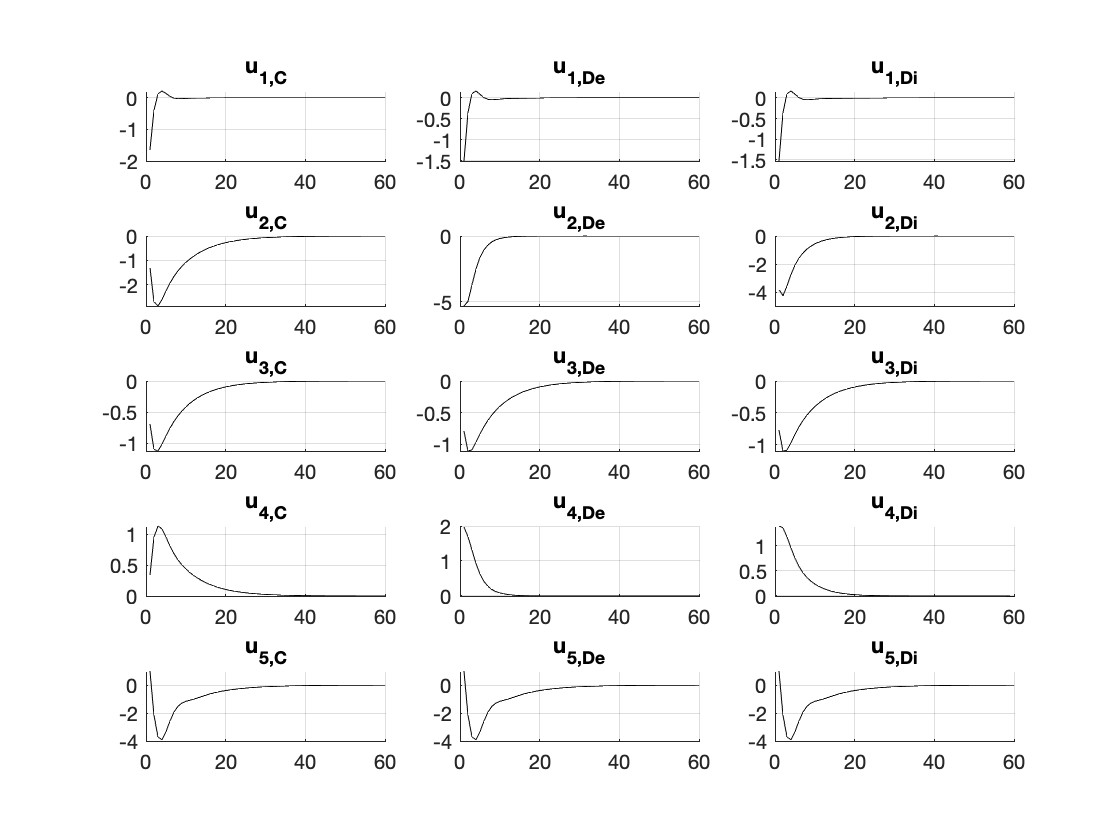 u1,C u1,De u1,Di
0 0 0
-0.5 -0.5
-1 -1 -1
-2 -1.5 -1.5
0 20 40 60 0 20 40 60 0 20 40 60
u2,C u2,De u2,Di
0 0 0
-1 -2
-2 -5 -4
0 20 40 60 0 20 40 60 0 20 40 60
u3,C u3,De u3,Di
0 0 0
-0.5 -0.5 -0.5
-1 -1 -1
0 20 40 60 0 20 40 60 0 20 40 60
u4,C u4,De u4,Di
1 2 1
0.5 1 0.5
0 0 0
0 20 40 60 0 20 40 60 0 20 40 60
u5,C u5,De u5,Di
0 0 0
-2 -2 -2
-4 -4 -4
0 20 40 60 0 20 40 60 0 20 40 60